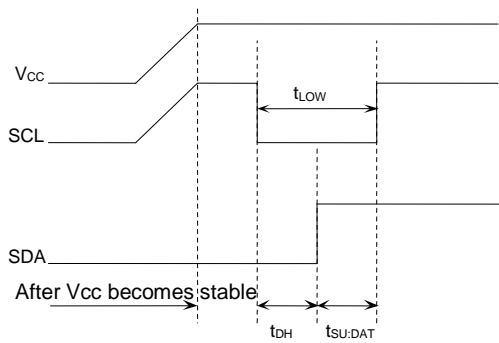 VCC
tLOW
SCL
SDA
After Vcc becomes stable
tDH tSU:DAT